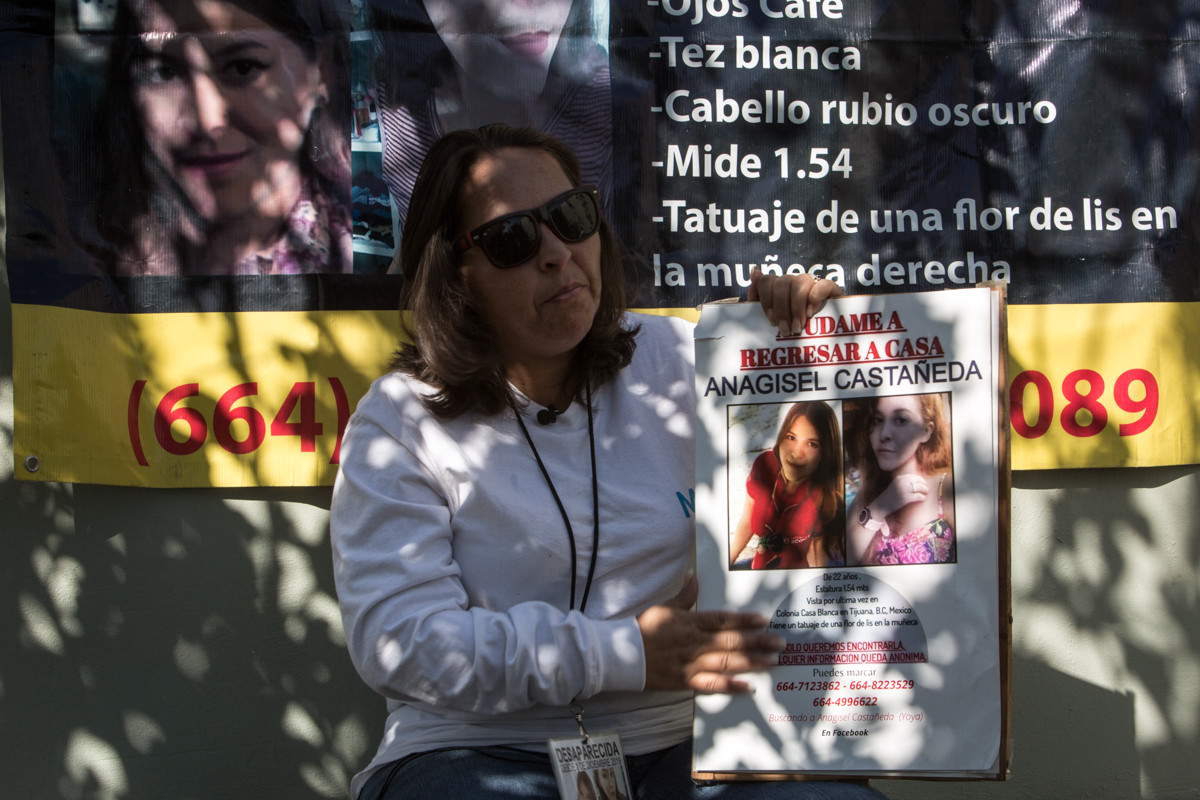 -Ojos Café
-Tez blanca
-Cabello rubio oscuro
-Mide 1.54
-Tatuaje de una flor de lis en
la muñeca derecha
(664)
089
AYUDAME A
REGRESAR A CASA
ANAGISEL CASTAÑEDA
De 22 años .
Estatura 1.54 mts
Vista por ultima vez en
Colonia Casa Blanca en Tijuana, B.C, Mexico
Tiene un tatuaje de una flor de lis en la muñeca
SOLO QUEREMOS ENCONTRARLA,
LQUIER INFORMACION QUEDA ANONIMA
Puedes marcar
664-7123862 - 664-8223529
664-4996622
Buscando a Anagisel Castañeda (Yoya)
En Facebook
M
DESAPARECIDA
DE DICIEMBRE